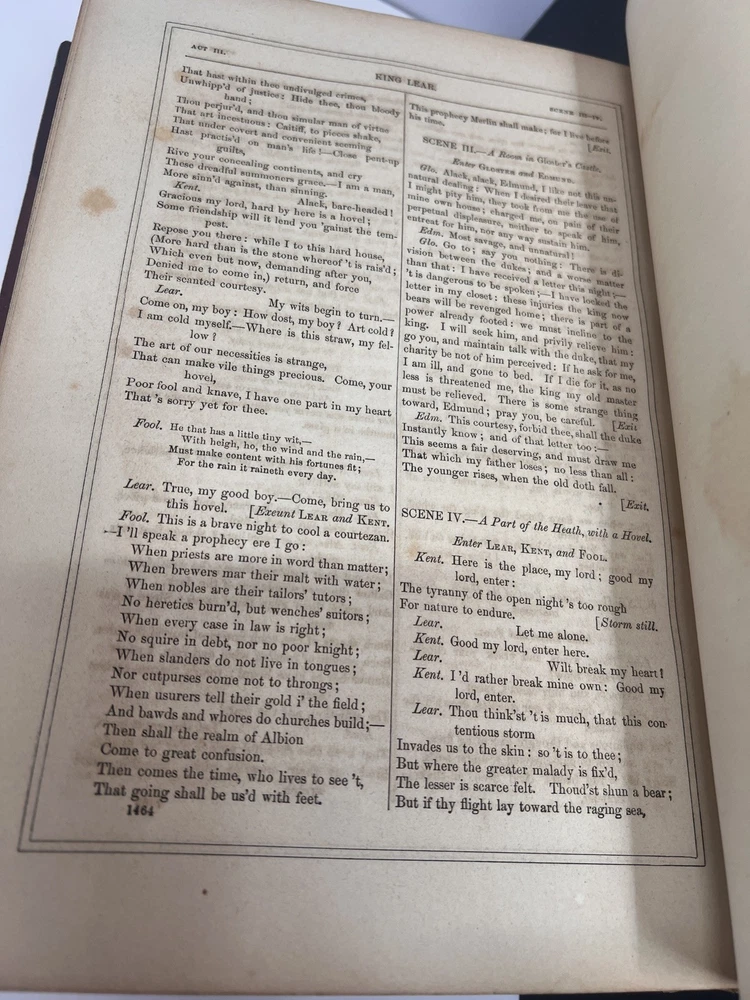 ACT III.
KING LEAR.
SCENE III-IV.
That hast within thee undivulged crimes,
Unwhipp'd of justice: Hide thee, thou bloody
hand;
Thou perjur'd, and thou simular man of virtue
That art incestuous: Caitiff, to pieces shake,
That under covert and convenient seeming
Hast practis'd on man's life!—Close pent-up
guilts,
Rive your concealing continents, and cry
These dreadful summoners grace.—I am a man,
More sinn'd against, than sinning.
Kent. Alack, bare-headed!
Gracious my lord, hard by here is a hovel;
Some friendship will it lend you 'gainst the tem-
pest.
Repose you there: while I to this hard house,
(More hard than is the stone whereof 't is rais'd;
Which even but now, demanding after you,
Denied me to come in,) return, and force
Their scanted courtesy.
Lear. My wits begin to turn.—
Come on, my boy: How dost, my boy? Art cold?
I am cold myself.—Where is this straw, my fel-
low?
The art of our necessities is strange,
That can make vile things precious. Come, your
hovel,
Poor fool and knave, I have one part in my heart
That's sorry yet for thee.
Fool. He that has a little tiny wit,—
With heigh, ho, the wind and the rain,—
Must make content with his fortunes fit;
For the rain it raineth every day.
Lear. True, my good boy.—Come, bring us to
this hovel. [Exeunt LEAR and KENT.
Fool. This is a brave night to cool a courtezan.
—I'll speak a prophecy ere I go:
When priests are more in word than matter;
When brewers mar their malt with water;
When nobles are their tailors' tutors;
No heretics burn'd, but wenches' suitors;
When every case in law is right;
No squire in debt, nor no poor knight;
When slanders do not live in tongues;
Nor cutpurses come not to throngs;
When usurers tell their gold i' the field;
And bawds and whores do churches build;—
Then shall the realm of Albion
Come to great confusion.
Then comes the time, who lives to see 't,
That going shall be us'd with feet.
1464
This prophecy Merlin shall make; for I live before
his time. [Exit.
SCENE III.—A Room in Gloster's Castle.
Enter GLOSTER and EDMUND.
Glo. Alack, alack, Edmund, I like not this un-
natural dealing: When I desired their leave that
I might pity him, they took from me the use of
mine own house; charged me, on pain of their
perpetual displeasure, neither to speak of him,
entreat for him, nor any way sustain him.
Edm. Most savage, and unnatural!
Glo. Go to; say you nothing: There is di-
vision between the dukes; and a worse matter
than that: I have received a letter this night;—
't is dangerous to be spoken;—I have locked the
letter in my closet: these injuries the king now
bears will be revenged home; there is part of a
power already footed: we must incline to the
king. I will seek him, and privily relieve him:
go you, and maintain talk with the duke, that my
charity be not of him perceived: If he ask for me,
I am ill, and gone to bed. If I die for it, as no
less is threatened me, the king my old master
must be relieved. There is some strange thing
toward, Edmund; pray you, be careful. [Exit
Edm. This courtesy, forbid thee, shall the duke
Instantly know; and of that letter too:—
This seems a fair deserving, and must draw me
That which my father loses; no less than all:
The younger rises, when the old doth fall.
[Exit.
SCENE IV.—A Part of the Heath, with a Hovel.
Enter LEAR, KENT, and FOOL.
Kent. Here is the place, my lord; good my
lord, enter:
The tyranny of the open night's too rough
For nature to endure. [Storm still.
Lear. Let me alone.
Kent. Good my lord, enter here.
Lear. Wilt break my heart?
Kent. I'd rather break mine own: Good my
lord, enter.
Lear. Thou think'st 't is much, that this con-
tentious storm
Invades us to the skin: so 't is to thee;
But where the greater malady is fix'd,
The lesser is scarce felt. Thoud'st shun a bear;
But if thy flight lay toward the raging sea,